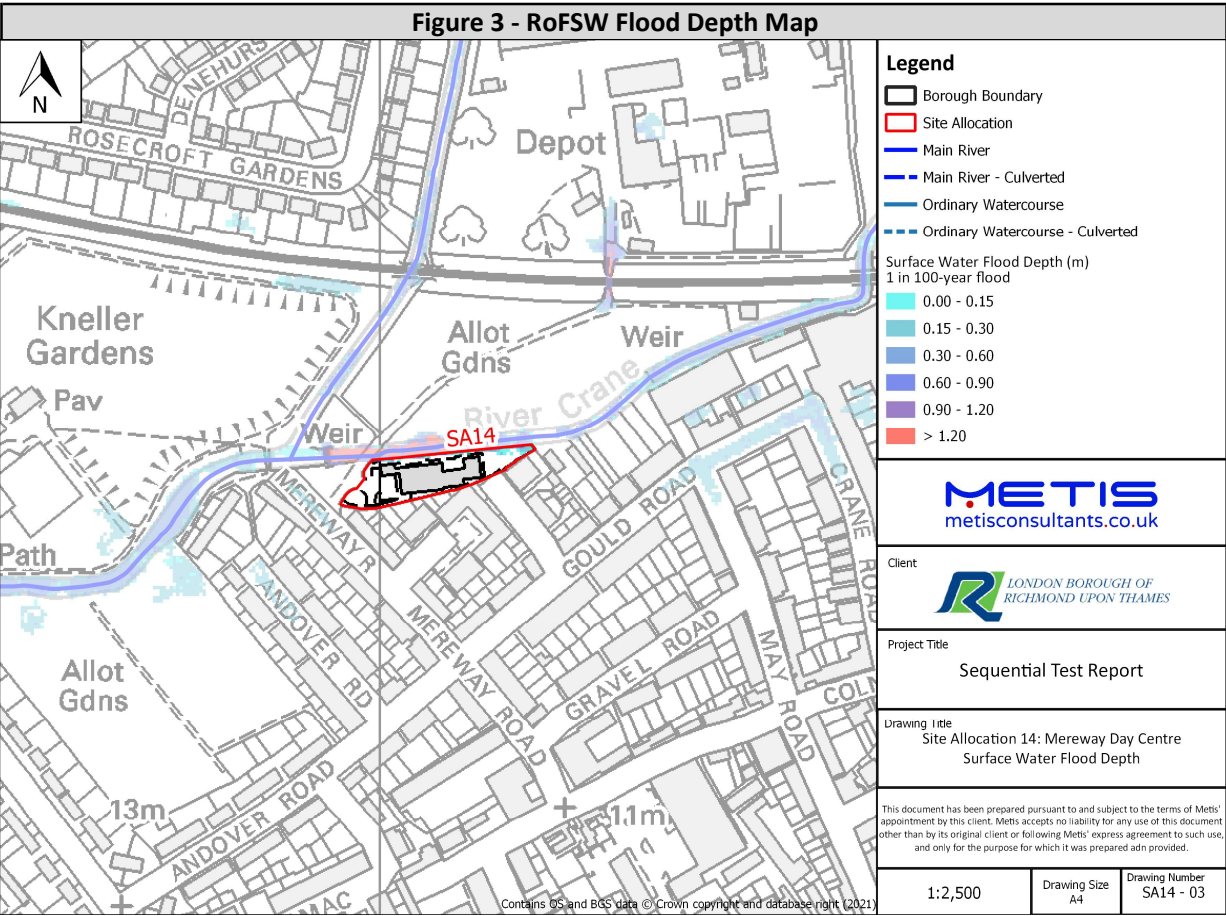 Figure 3 - RoFSW Flood Depth Map
N
DENEHURS
ROSECROFT GARDENS
Depot
Kneller
Gardens
Allot
Gdns
Weir
River Crane
Pav
Weir
SA14
MEREWAY R
Path
GOULD ROAD
CRANE ROAD
ANDOVER RD
MEREWAY ROAD
GRAVEL ROAD
MAY ROAD
COLN
Allot
Gdns
13m
ANDOVER ROAD
11m
MAC
Contains OS and BGS data © Crown copyright and database right (2021)
Legend
Borough Boundary
Site Allocation
Main River
Main River - Culverted
Ordinary Watercourse
Ordinary Watercourse - Culverted
Surface Water Flood Depth (m)
1 in 100-year flood
0.00 - 0.15
0.15 - 0.30
0.30 - 0.60
0.60 - 0.90
0.90 - 1.20
> 1.20
METIS
metisconsultants.co.uk
Client
LONDON BOROUGH OF
RICHMOND UPON THAMES
Project Title
Sequential Test Report
Drawing Title
Site Allocation 14: Mereway Day Centre
Surface Water Flood Depth
This document has been prepared pursuant to and subject to the terms of Metis'
appointment by this client. Metis accepts no liability for any use of this document
other than by its original client or following Metis' express agreement to such use,
and only for the purpose for which it was prepared adn provided.
1:2,500
Drawing Size
A4
Drawing Number
SA14 - 03